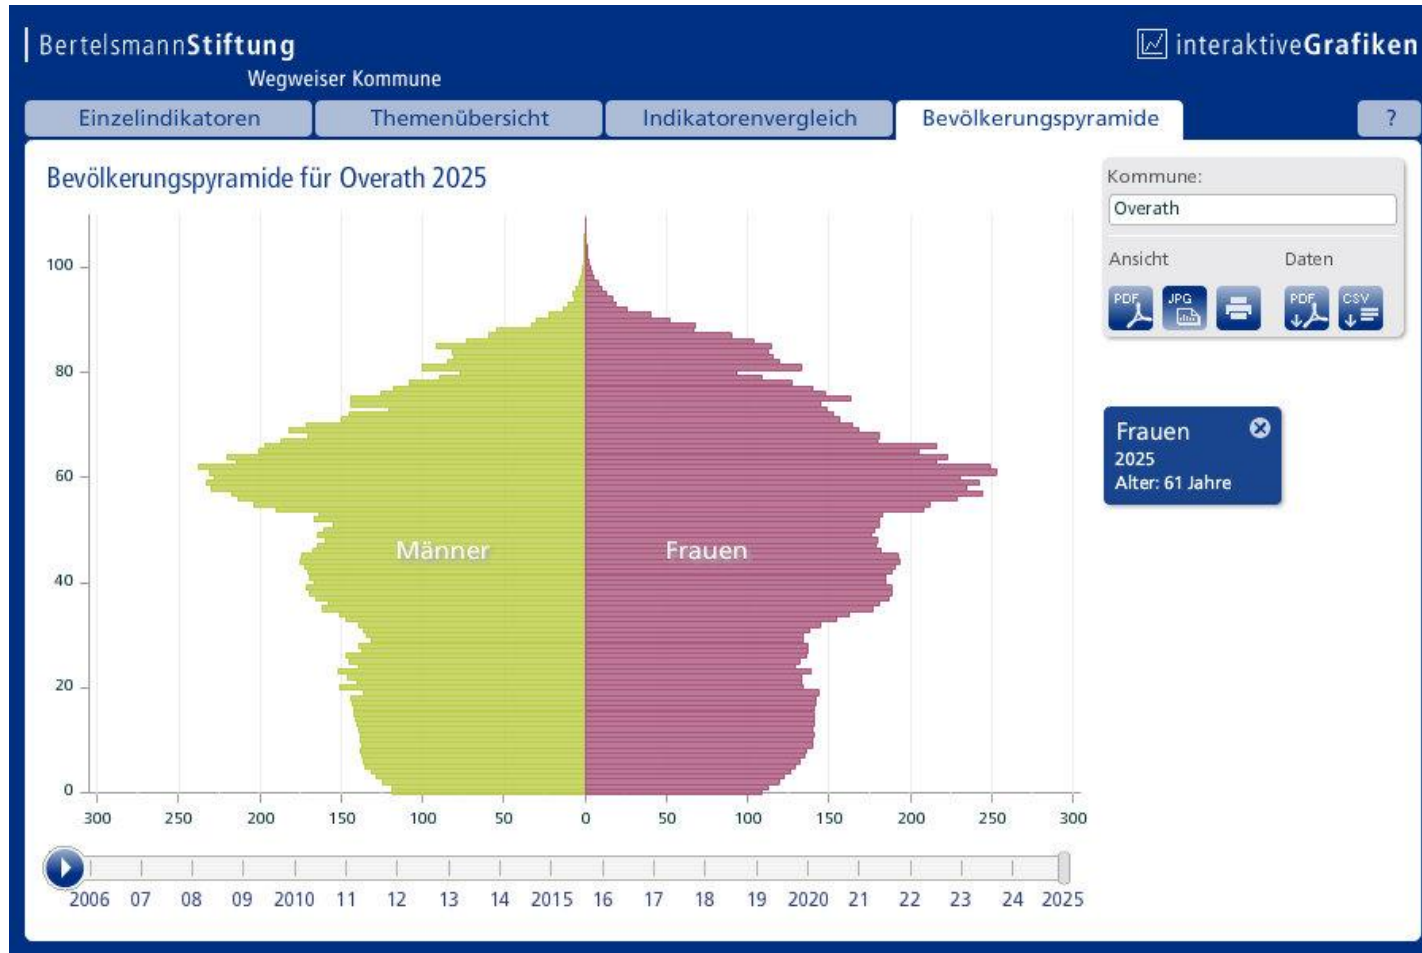 BertelsmannStiftung
Wegweiser Kommune
interaktiveGrafiken
Einzelindikatoren Themenübersicht Indikatorenvergleich Bevölkerungspyramide ?
Bevölkerungspyramide für Overath 2025
Kommune:
Overath
Ansicht Daten
PDF JPG PDF CSV
Frauen
2025
Alter: 61 Jahre
100
80
60
40
20
0
Männer Frauen
300 250 200 150 100 50 0 50 100 150 200 250 300
2006 07 08 09 2010 11 12 13 14 2015 16 17 18 19 2020 21 22 23 24 2025